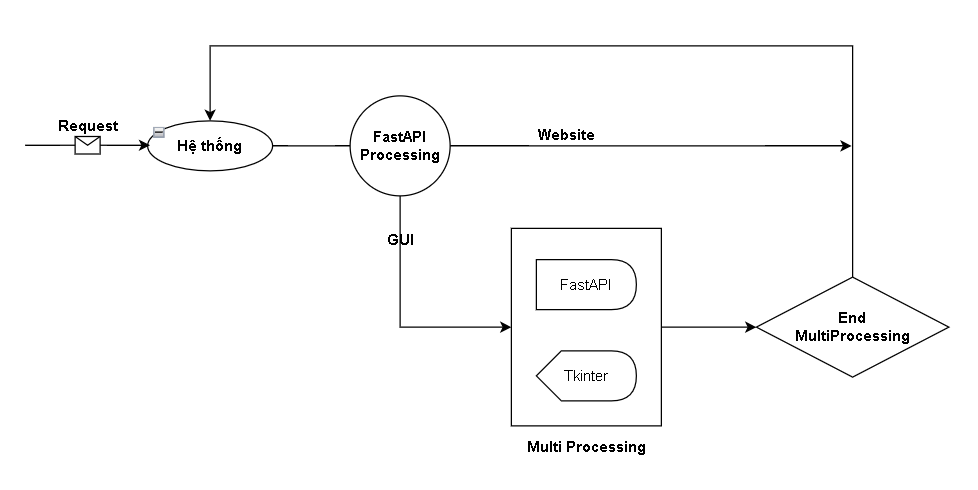 Request
Hệ thống
FastAPI
Processing
Website
GUI
FastAPI
Tkinter
Multi Processing
End
MultiProcessing